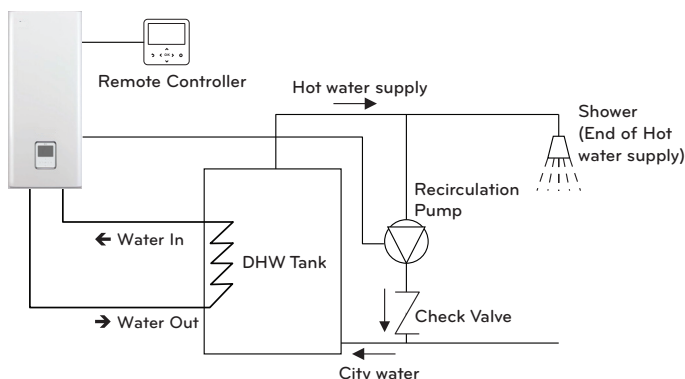 Remote Controller
Hot water supply
Shower
(End of Hot
water supply)
Recirculation
Pump
Water In
DHW Tank
Water Out
Check Valve
City water